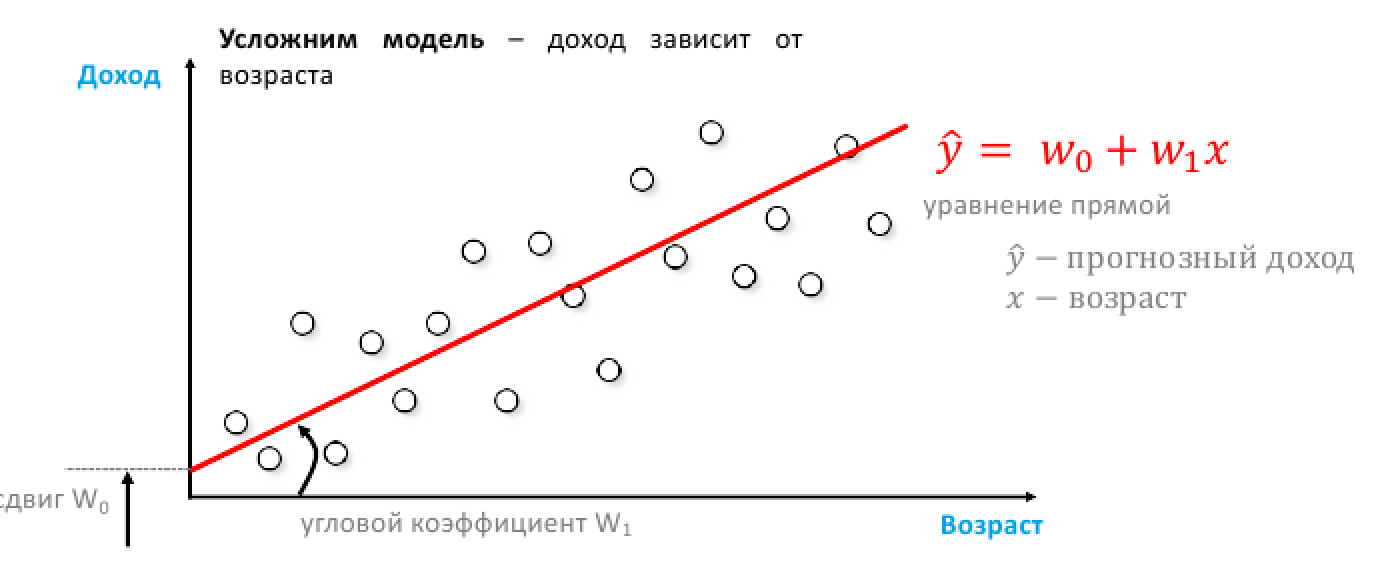 Усложним модель – доход зависит от
возраста
Доход
ŷ = w₀ + w₁x
уравнение прямой
ŷ – прогнозный доход
x – возраст
сдвиг W₀
угловой коэффициент W₁
Возраст